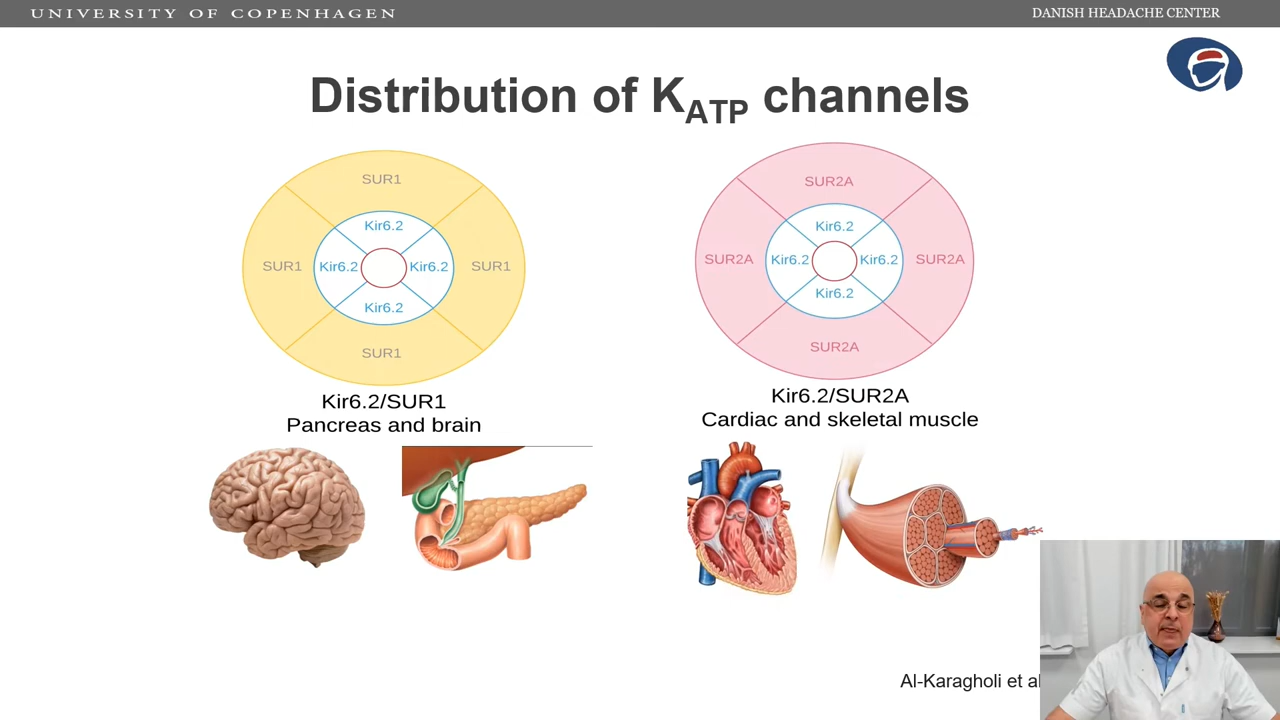 UNIVERSITY OF COPENHAGEN
DANISH HEADACHE CENTER
Distribution of KATP channels
SUR1
Kir6.2
SUR1
Kir6.2
Kir6.2
SUR1
Kir6.2
SUR1
Kir6.2/SUR1
Pancreas and brain
SUR2A
Kir6.2
SUR2A
Kir6.2
Kir6.2
SUR2A
Kir6.2
SUR2A
Kir6.2/SUR2A
Cardiac and skeletal muscle
Al-Karagholi et al